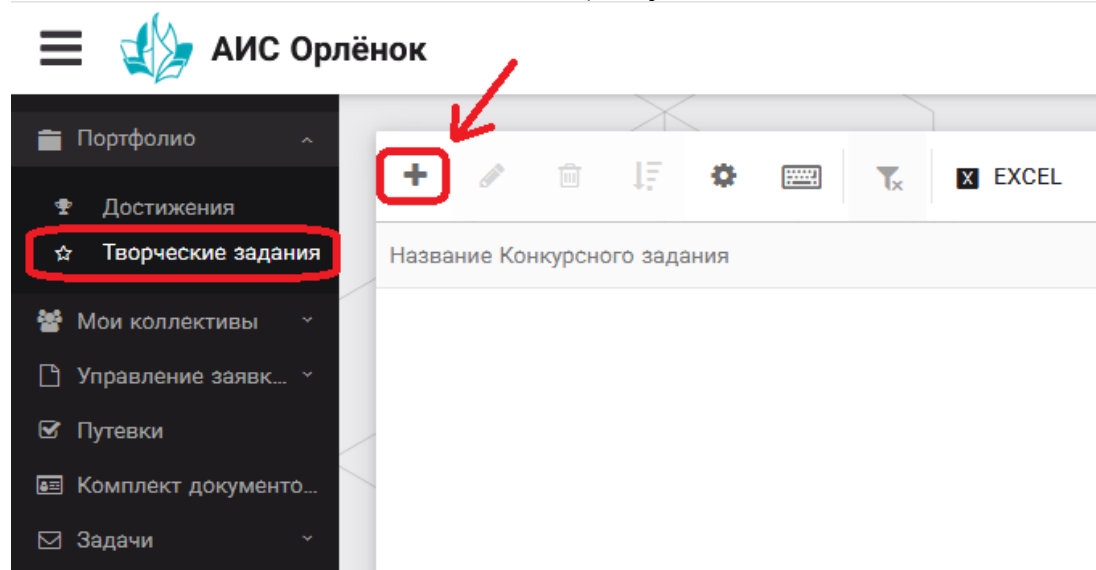 АИС Орлёнок
Портфолио
Достижения
Творческие задания
Мои коллективы
Управление заявк...
Путевки
Комплект документо...
Задачи
X EXCEL
Название Конкурсного задания